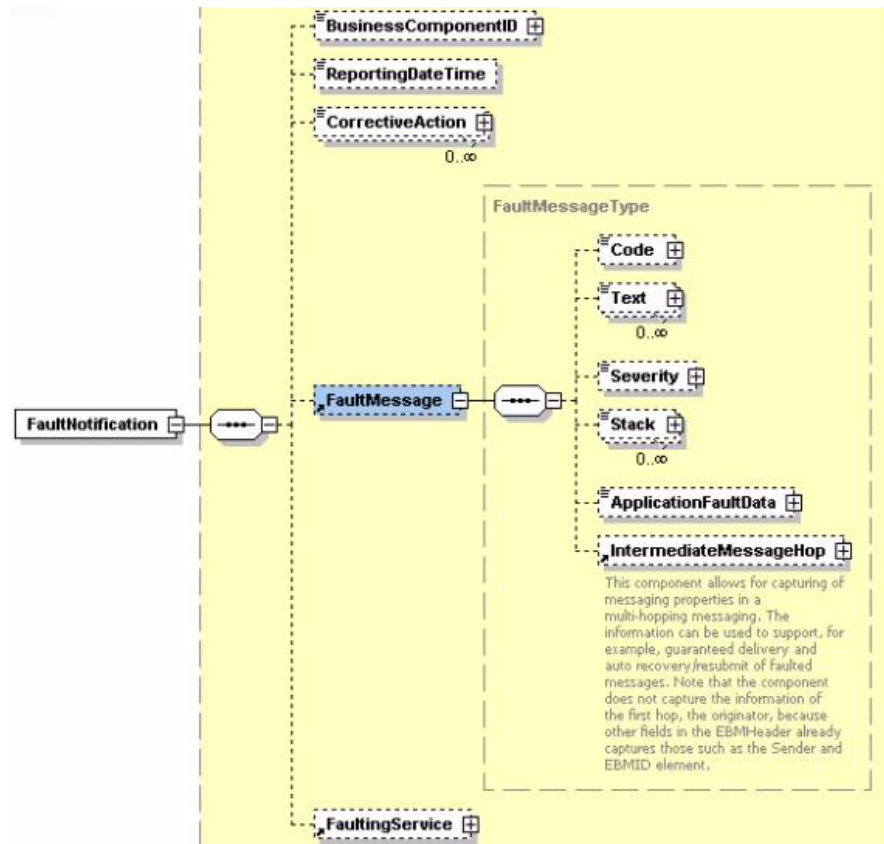 BusinessComponentID
ReportingDateTime
CorrectiveAction
0..∞
FaultMessageType
Code
Text
0..∞
Severity
FaultMessage
FaultNotification
Stack
0..∞
ApplicationFaultData
IntermediateMessageHop
This component allows for capturing of
messaging properties in a
multi-hopping messaging. The
information can be used to support, for
example, guaranteed delivery and
auto recovery/resubmit of faulted
messages. Note that the component
does not capture the information of
the first hop, the originator, because
other fields in the EBMHeader already
captures those such as the Sender and
EBMID element.
FaultingService